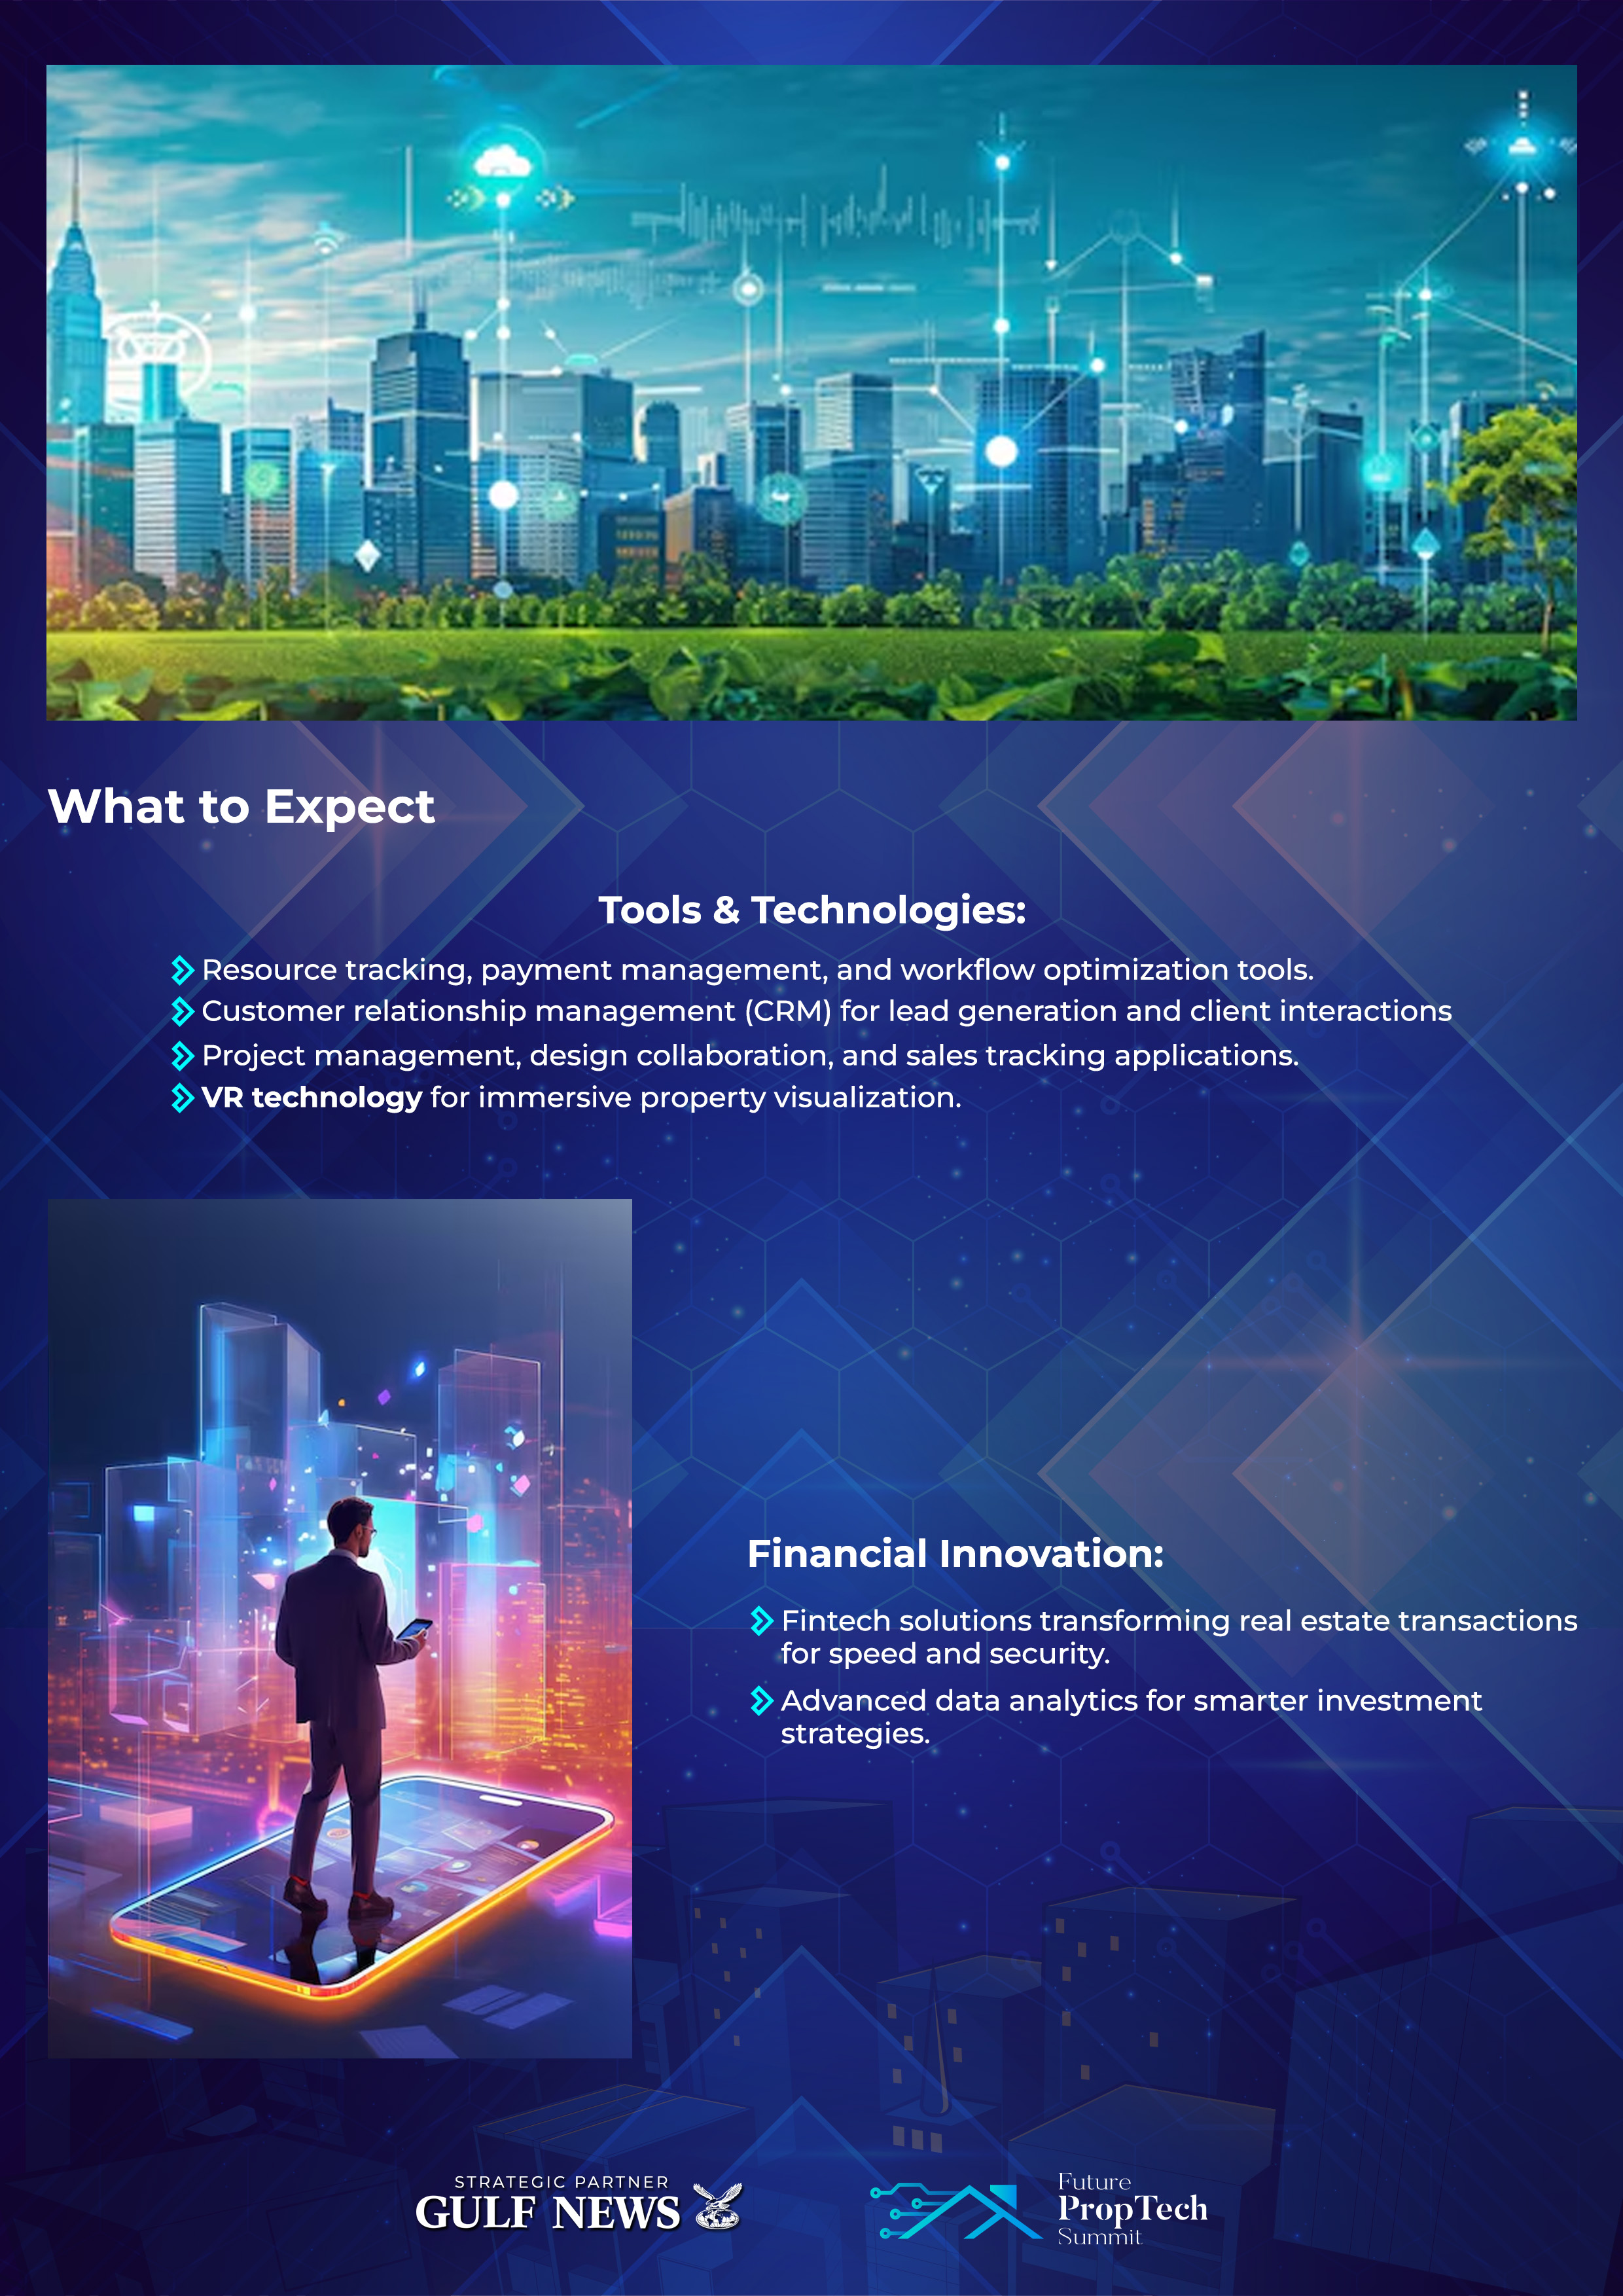 What to Expect
Tools & Technologies:
Resource tracking, payment management, and workflow optimization tools.
Customer relationship management (CRM) for lead generation and client interactions
Project management, design collaboration, and sales tracking applications.
VR technology for immersive property visualization.
Financial Innovation:
Fintech solutions transforming real estate transactions
for speed and security.
Advanced data analytics for smarter investment
strategies.
STRATEGIC PARTNER
GULF NEWS
Future
PropTech
Summit